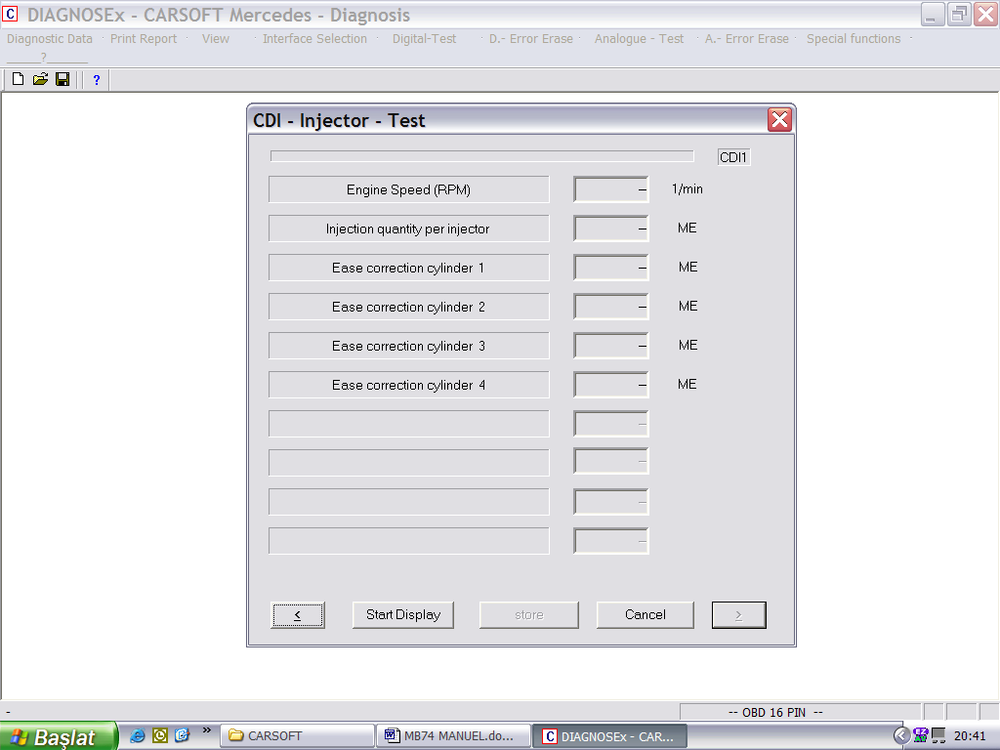 C DIAGNOSEx - CARSOFT Mercedes - Diagnosis
Diagnostic Data - Print Report - View - Interface Selection - Digital-Test - D.- Error Erase - Analogue - Test - A.- Error Erase - Special functions -
_____?______
?
CDI - Injector - Test
CDI1
Engine Speed (RPM) -- 1/min
Injection quantity per injector -- ME
Ease correction cylinder 1 -- ME
Ease correction cylinder 2 -- ME
Ease correction cylinder 3 -- ME
Ease correction cylinder 4 -- ME
--
--
--
--
< Start Display store Cancel >
- -- OBD 16 PIN --
Başlat » CARSOFT MB74 MANUEL.do... C DIAGNOSEx - CAR... 20:41